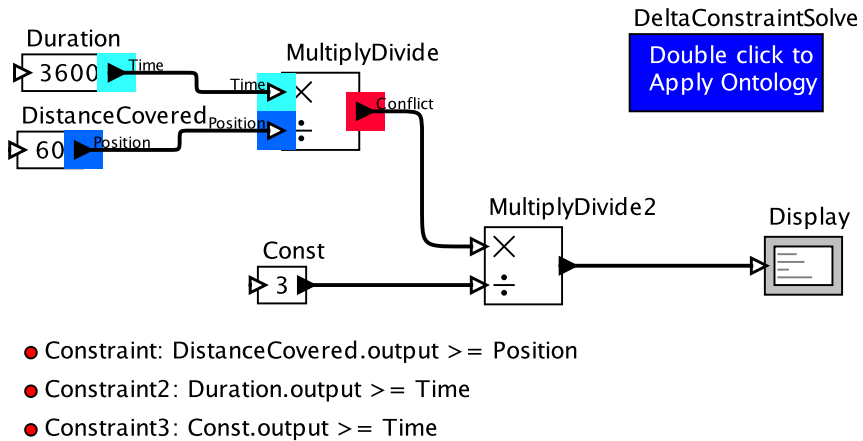 DeltaConstraintSolve
Double click to
Apply Ontology
Duration
3600
Time
MultiplyDivide
Time
Conflict
DistanceCovered
60
Position
Position
MultiplyDivide2
Display
Const
3
Constraint: DistanceCovered.output >= Position
Constraint2: Duration.output >= Time
Constraint3: Const.output >= Time